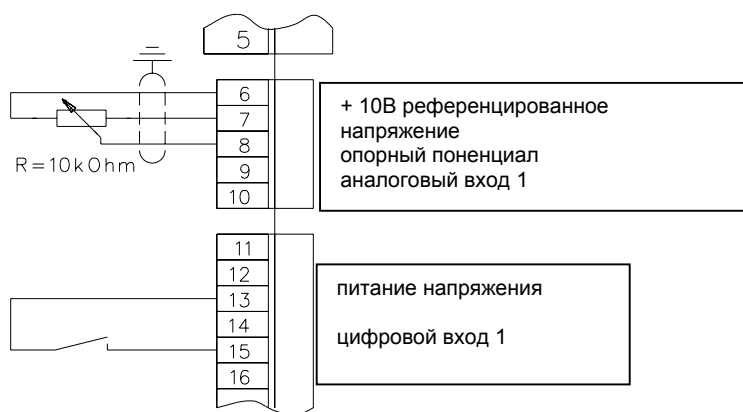 5
6
7
8
9
10
R=10kOhm
+ 10В референцированное
напряжение
опорный поненциал
аналоговый вход 1
11
12
13
14
15
16
питание напряжения
цифровой вход 1